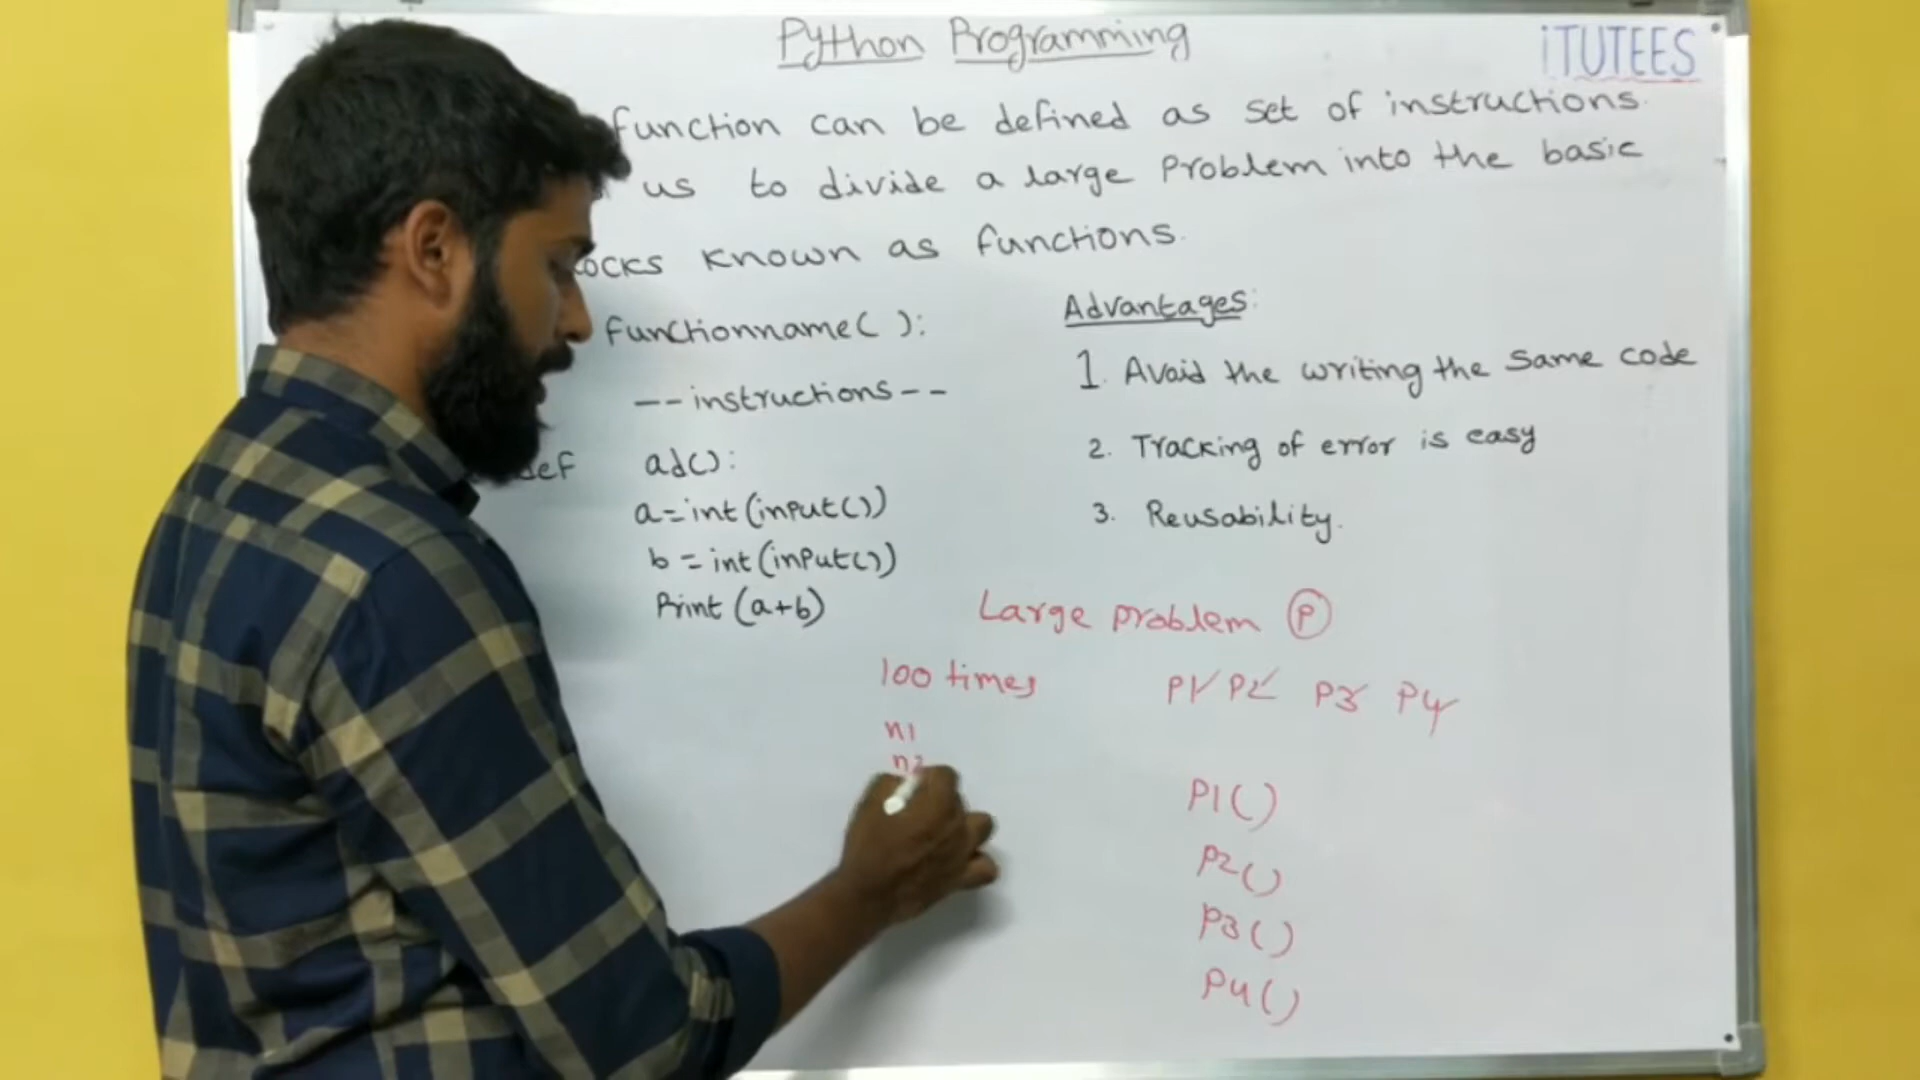 Python Programming
iTUTEES
function can be defined as set of instructions.
us to divide a large Problem into the basic
ocks known as functions.
functionname( ):
--instructions--
def ad():
a=int(input())
b=int(input())
Print (a+b)
Advantages:
1. Avoid the writing the same code
2. Tracking of error is easy
3. Reusability.
Large problem P
100 times
n1
n2
P1 P2 P3 P4
P1( )
P2( )
P3( )
P4( )